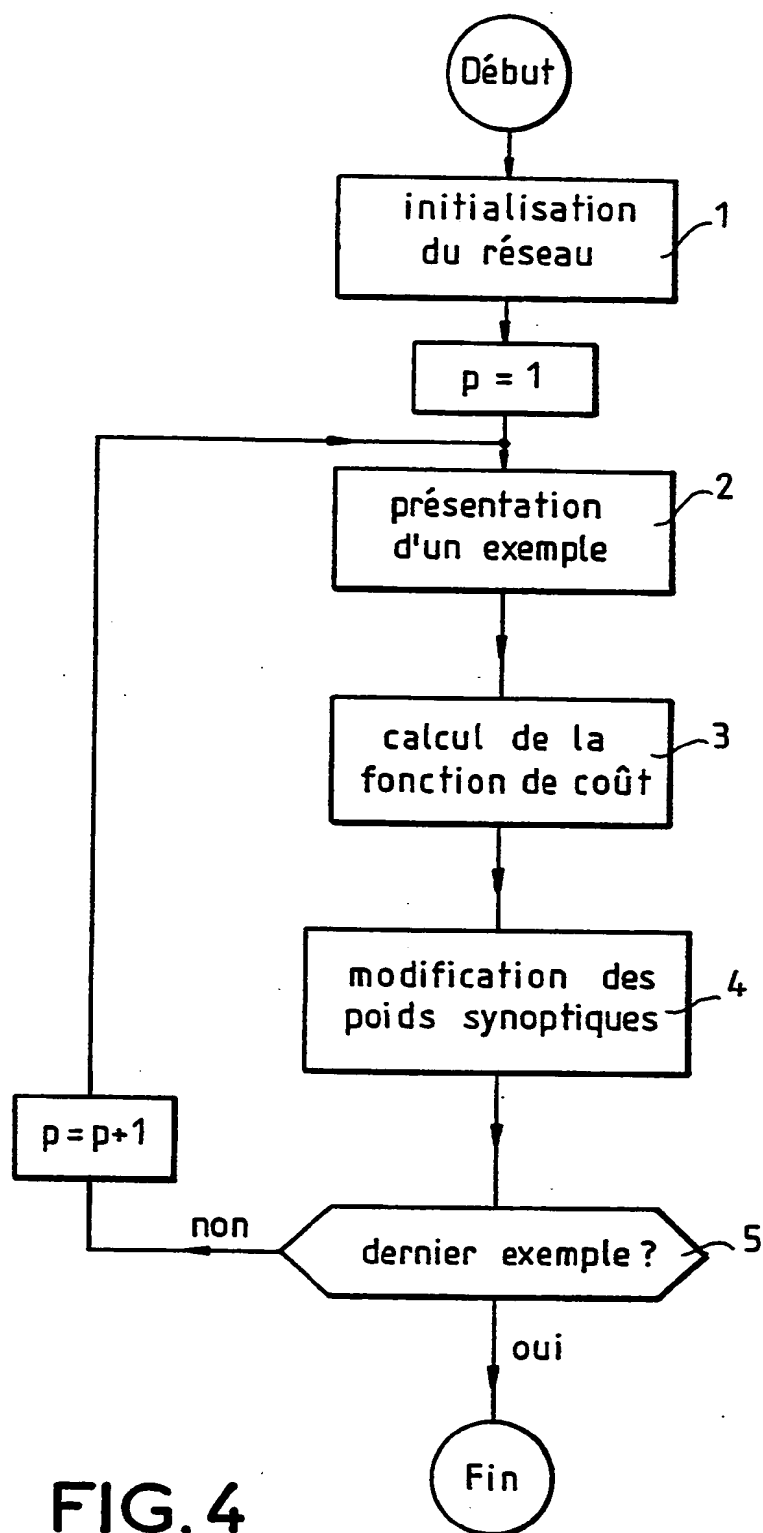 Début
initialisation
du réseau
1
p = 1
présentation
d'un exemple
2
calcul de la
fonction de coût
3
modification des
poids synoptiques
4
p=p+1
non
dernier exemple ?
5
oui
Fin
FIG.4